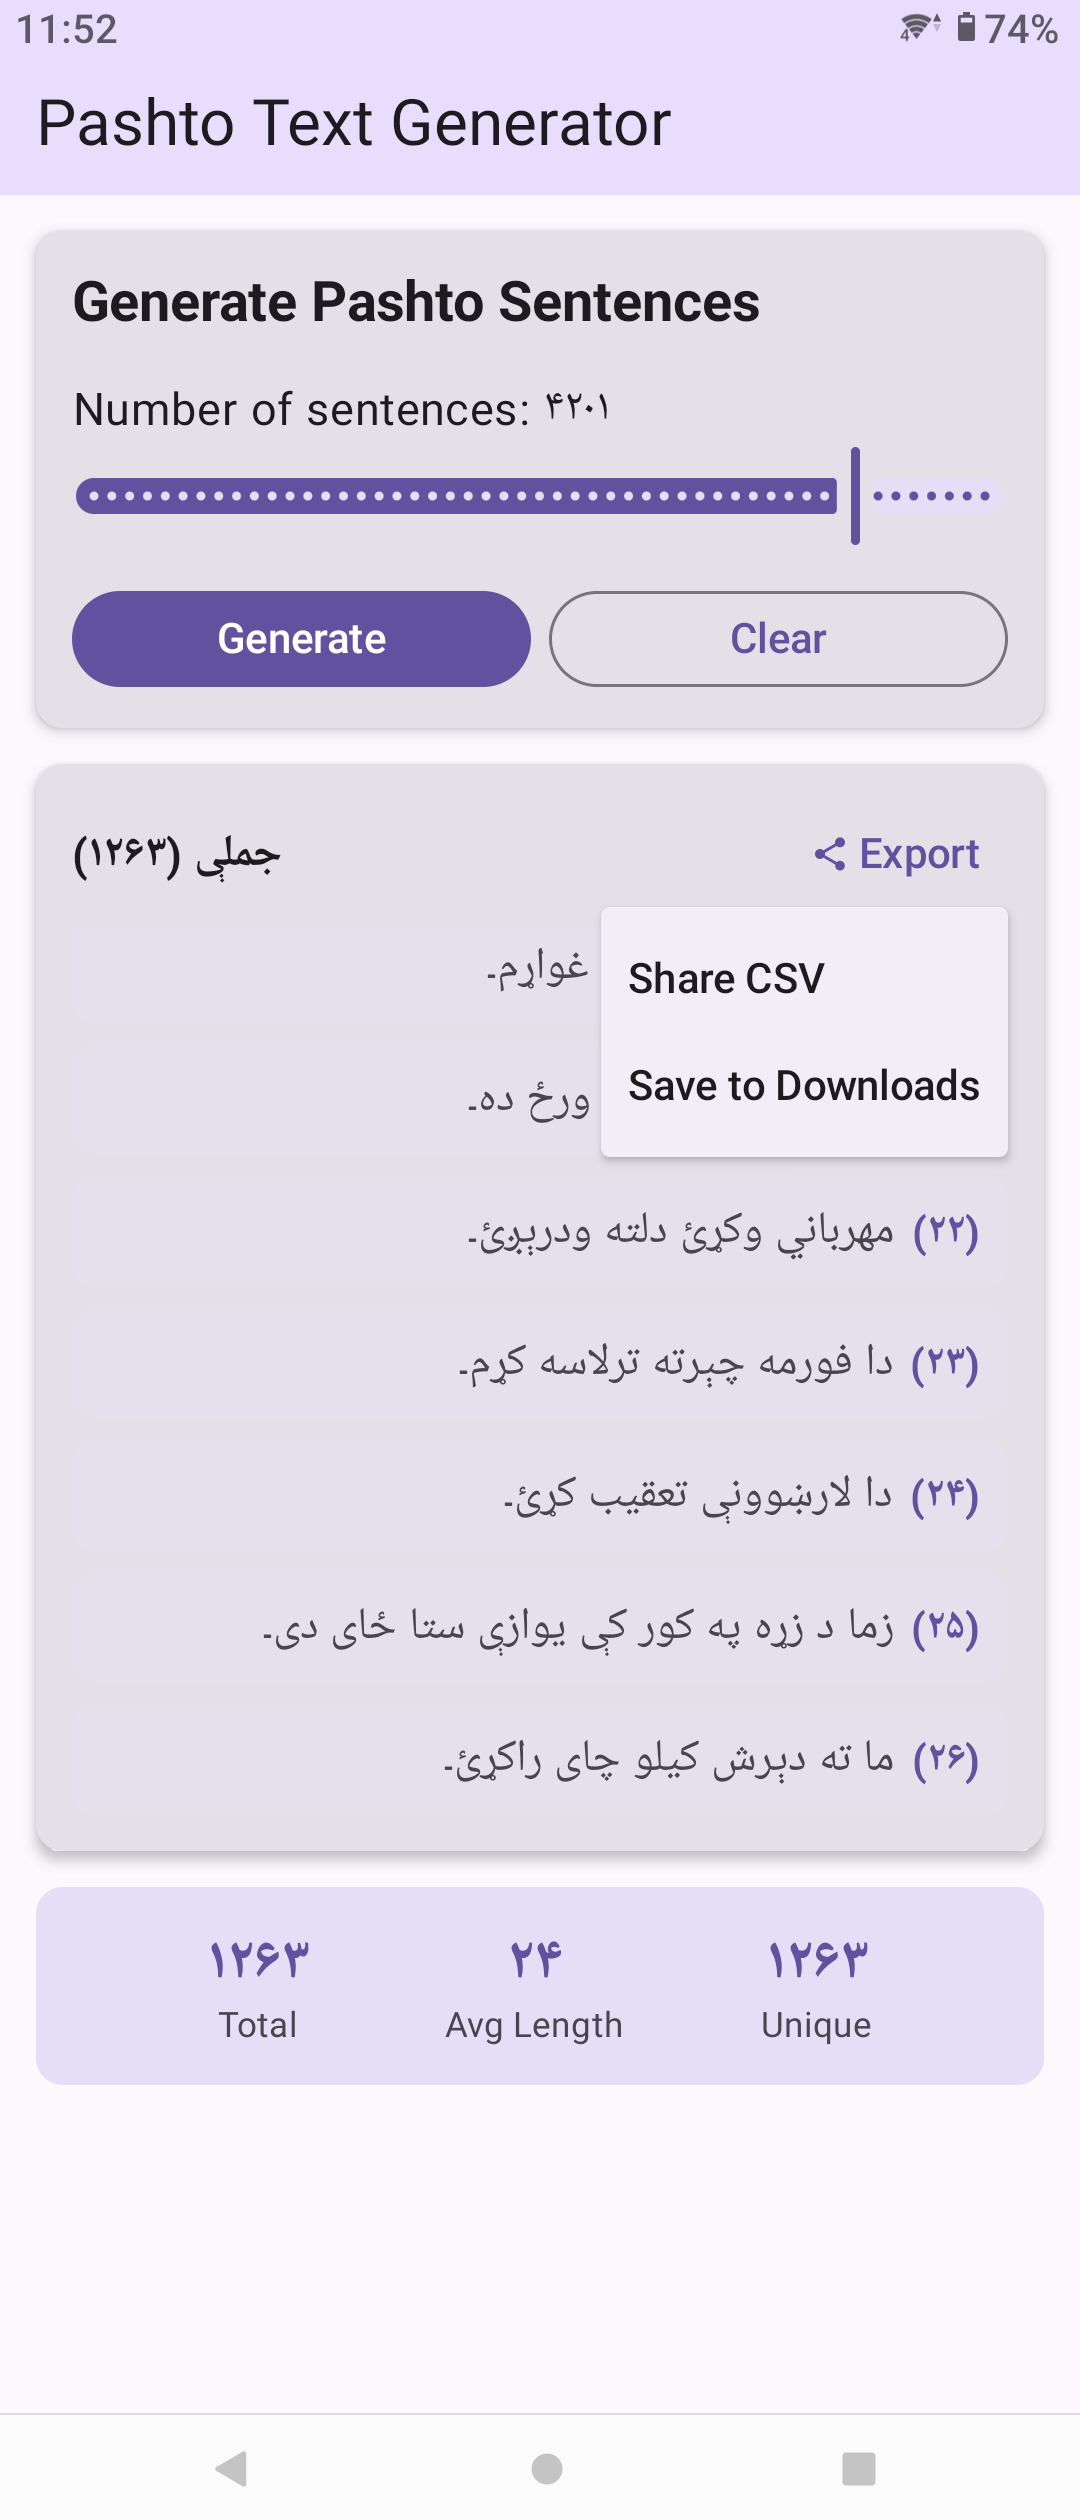 11:52
4 74%
Pashto Text Generator
Generate Pashto Sentences
Number of sentences: ۴۲۰۱
Generate
Clear
جملې (۱۲۶۳)
Export
غواړم۔
Share CSV
ورځ ده۔
Save to Downloads
(۲۲) مهرباني وکړئ دلته ودرېږئ۔
(۲۳) دا فورمه چېرته ترلاسه کړم۔
(۲۴) دا لارښوونې تعقیب کړئ۔
(۲۵) زما د زړه په کور کې یوازې ستا ځای دی۔
(۲۶) ما ته دېرش کیلو چای راکړئ۔
۱۲۶۳ ۲۴ ۱۲۶۳
Total Avg Length Unique